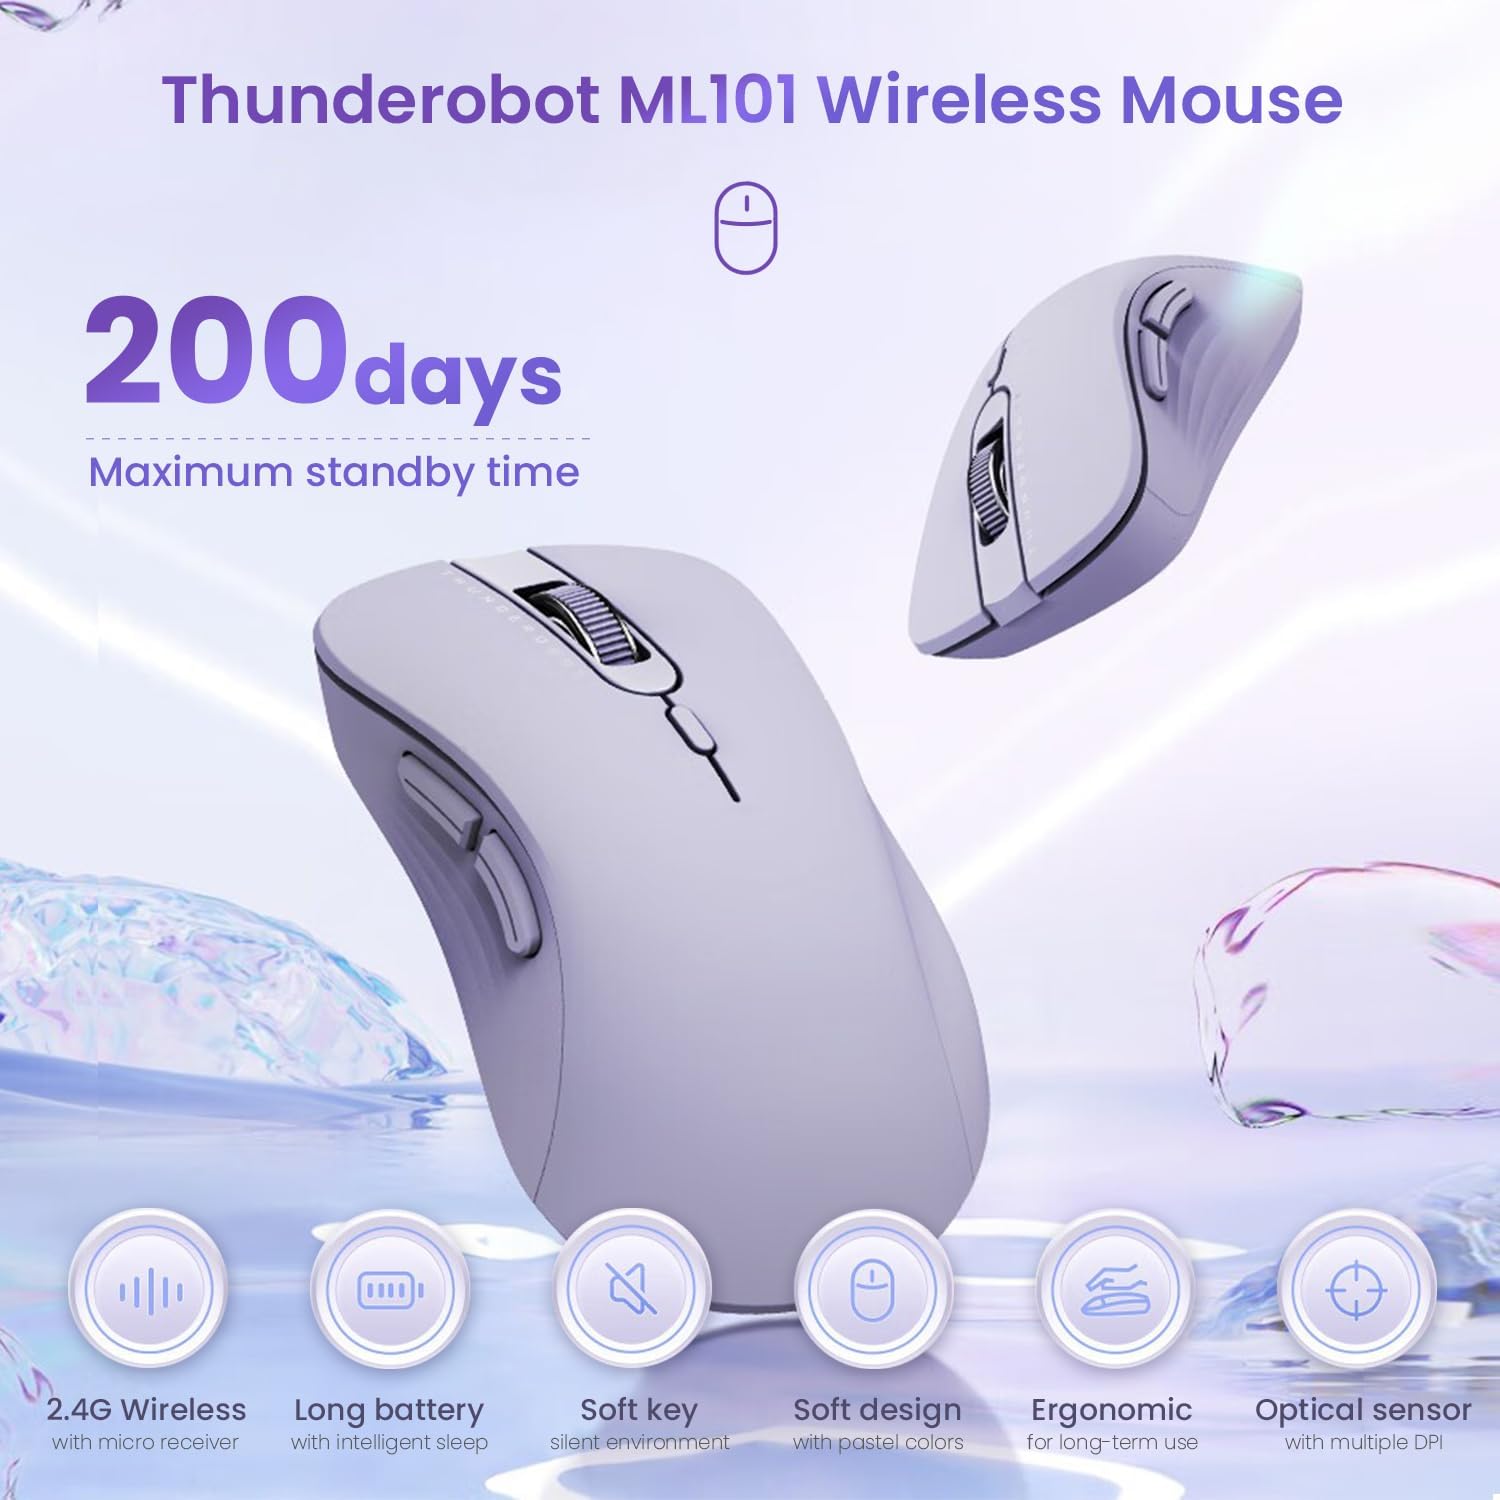 Thunderobot ML101 Wireless Mouse
200days
Maximum standby time
THUNDEROBOT
2.4G Wireless
with micro receiver
Long battery
with intelligent sleep
Soft key
silent environment
Soft design
with pastel colors
Ergonomic
for long-term use
Optical sensor
with multiple DPI